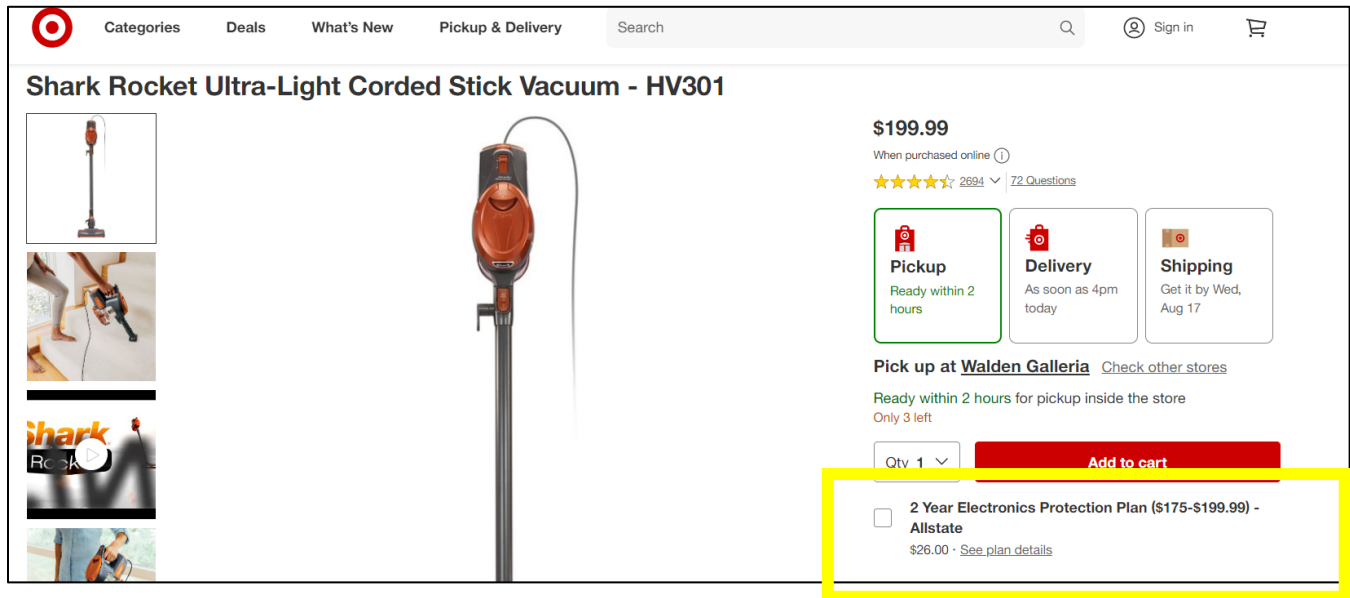 Categories
Deals
What's New
Pickup & Delivery
Search
Sign in
Shark Rocket Ultra-Light Corded Stick Vacuum - HV301
$199.99
When purchased online
2694
72 Questions
Pickup
Ready within 2
hours
Delivery
As soon as 4pm
today
Shipping
Get it by Wed,
Aug 17
Pick up at Walden Galleria Check other stores
Ready within 2 hours for pickup inside the store
Only 3 left
Qty 1
Add to cart
2 Year Electronics Protection Plan ($175-$199.99) -
Allstate
$26.00 · See plan details
Shark
Rock